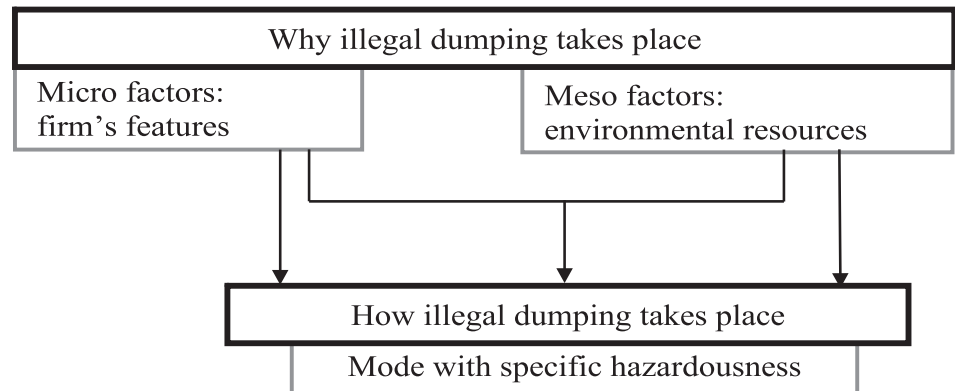 Why illegal dumping takes place
Micro factors:
firm's features
Meso factors:
environmental resources
How illegal dumping takes place
Mode with specific hazardousness